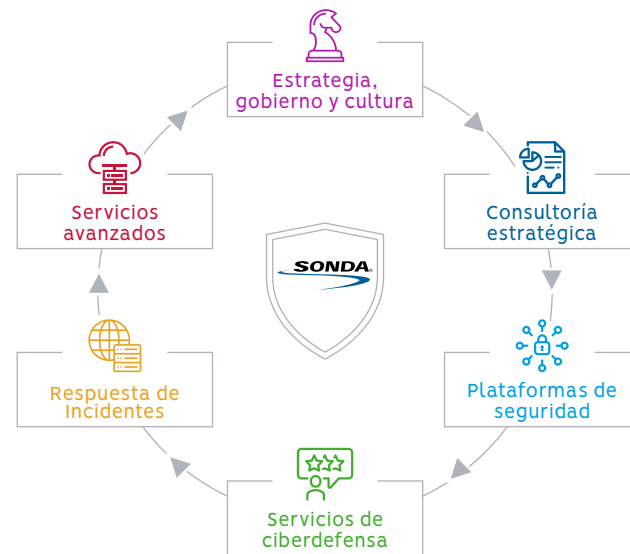 Estrategia,
gobierno y cultura
Consultoría
estratégica
Plataformas de
seguridad
Servicios de
ciberdefensa
Respuesta de
Incidentes
Servicios
avanzados
SONDA